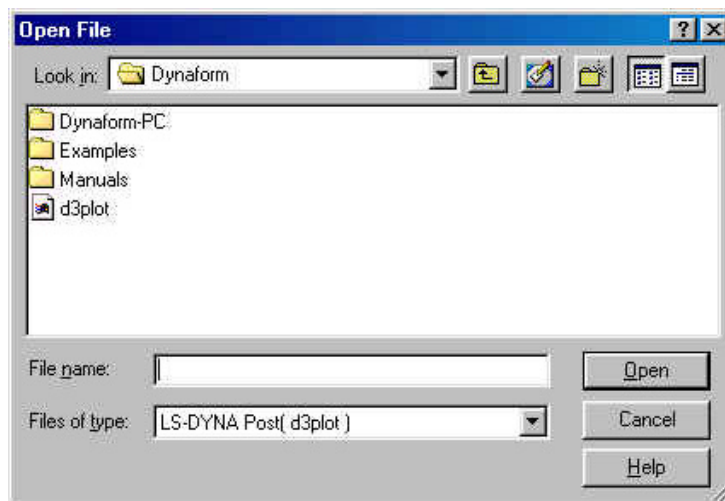 Open File
Look in: Dynaform
Dynaform-PC
Examples
Manuals
d3plot
File name: Open
Files of type: LS-DYNA Post( d3plot ) Cancel
Help